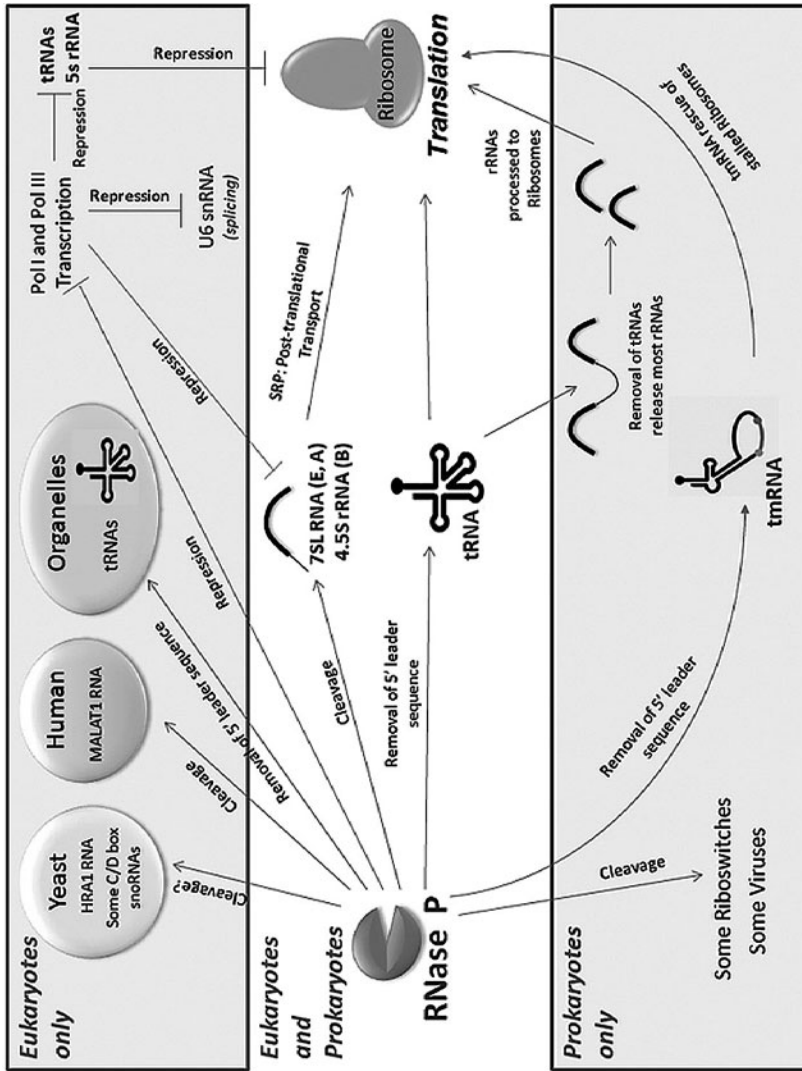 Eukaryotes
only
Yeast
HRA1 RNA
Some C/D box
snoRNAs
Human
MALAT1 RNA
Organelles
tRNAs
Pol I and Pol III
Transcription
Repression
tRNAs
5s rRNA
Repression
Repression
U6 snRNA
(splicing)
Cleavage?
Cleavage
Removal of 5' leader sequence
Repression
Repression
Eukaryotes
and
Prokaryotes
RNase P
Cleavage
7SL RNA (E, A)
4.5S rRNA (B)
SRP: Post-translational
Transport
Ribosome
Translation
Removal of 5' leader
sequence
tRNA
rRNAs
processed to
Ribosomes
Prokaryotes
only
Cleavage
Some Riboswitches
Some Viruses
Removal of 5' leader
sequence
tmRNA
Removal of tRNAs
release most rRNAs
tmRNA rescue of
stalled Ribosomes